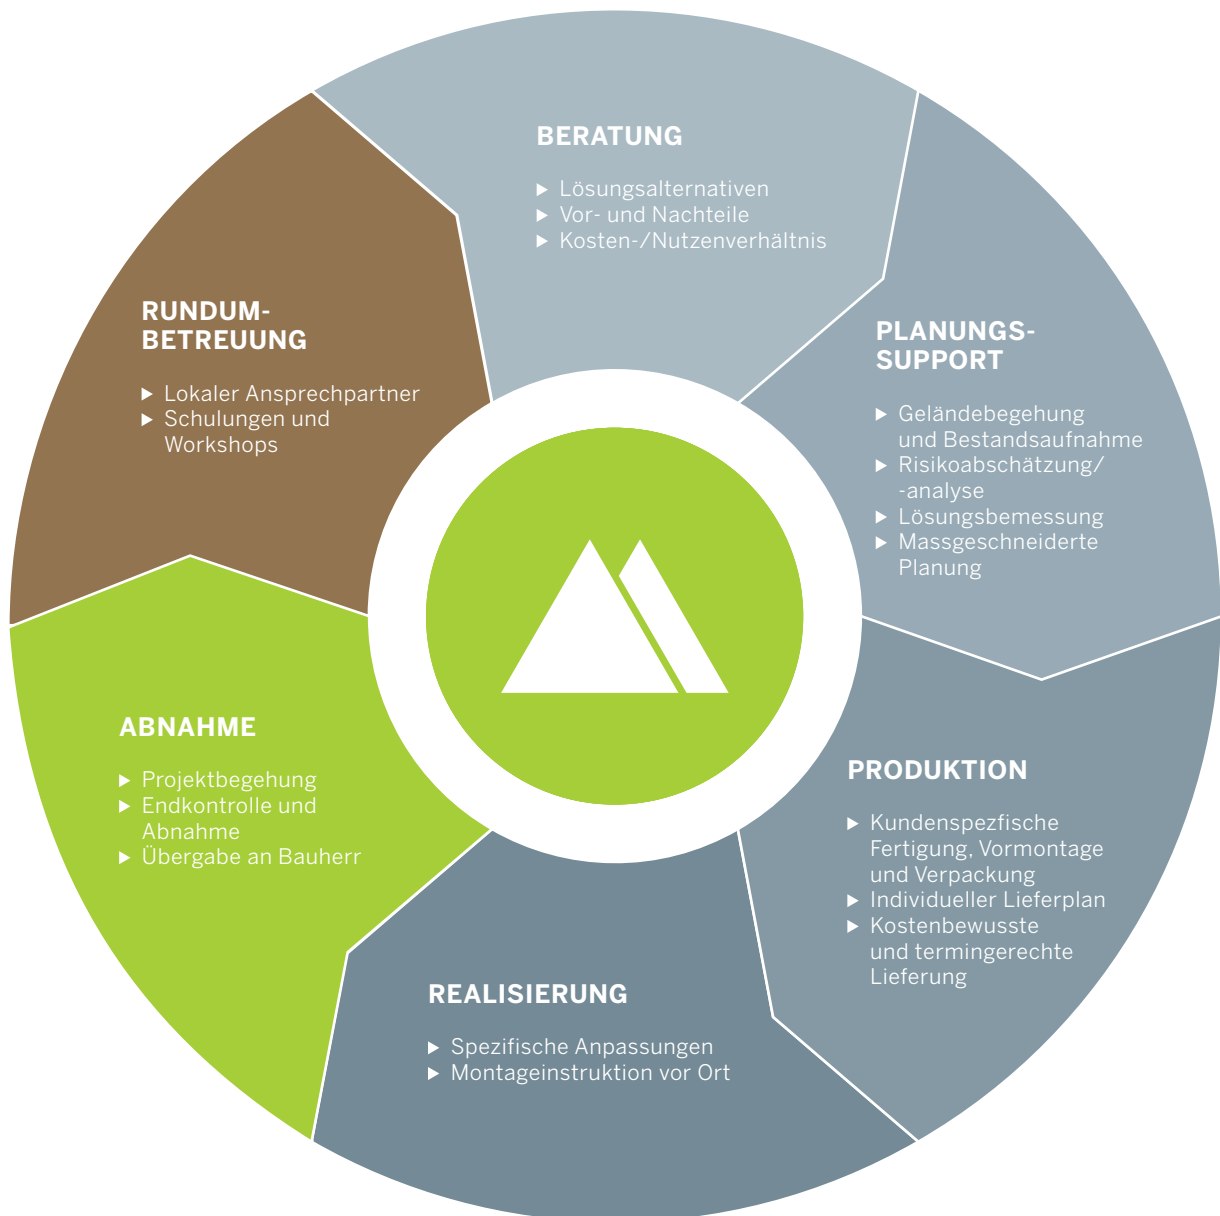 BERATUNG
▶ Lösungsalternativen
▶ Vor- und Nachteile
▶ Kosten-/Nutzenverhältnis
PLANUNGS-
SUPPORT
▶ Geländebegehung
und Bestandsaufnahme
▶ Risikoabschätzung/
-analyse
▶ Lösungsbemessung
▶ Massgeschneiderte
Planung
PRODUKTION
▶ Kundenspezfische
Fertigung, Vormontage
und Verpackung
▶ Individueller Lieferplan
▶ Kostenbewusste
und termingerechte
Lieferung
REALISIERUNG
▶ Spezifische Anpassungen
▶ Montageinstruktion vor Ort
ABNAHME
▶ Projektbegehung
▶ Endkontrolle und
Abnahme
▶ Übergabe an Bauherr
RUNDUM-
BETREUUNG
▶ Lokaler Ansprechpartner
▶ Schulungen und
Workshops